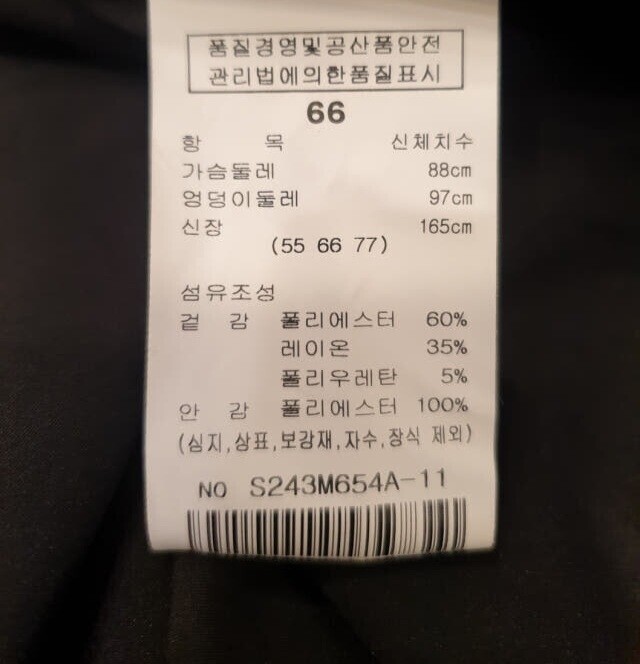 품질경영및공산품안전
관리법에의한품질표시
66
항 목 신체치수
가슴둘레 88cm
엉덩이둘레 97cm
신장 165cm
(55 66 77)
섬유조성
겉 감 폴리에스터 60%
레이온 35%
폴리우레탄 5%
안 감 폴리에스터 100%
(심지,상표,보강재,자수,장식 제외)
NO S243M654A-11